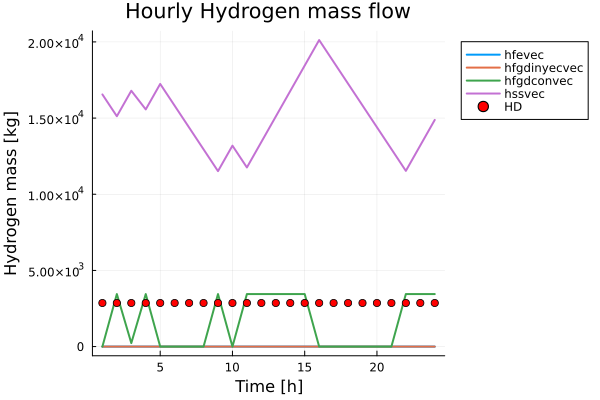 Hourly Hydrogen mass flow
Hydrogen mass [kg]
2.00×10⁴
1.50×10⁴
1.00×10⁴
5.00×10³
0
5 10 15 20
Time [h]
hfevec
hfgdinyecvec
hfgdconvec
hssvec
HD